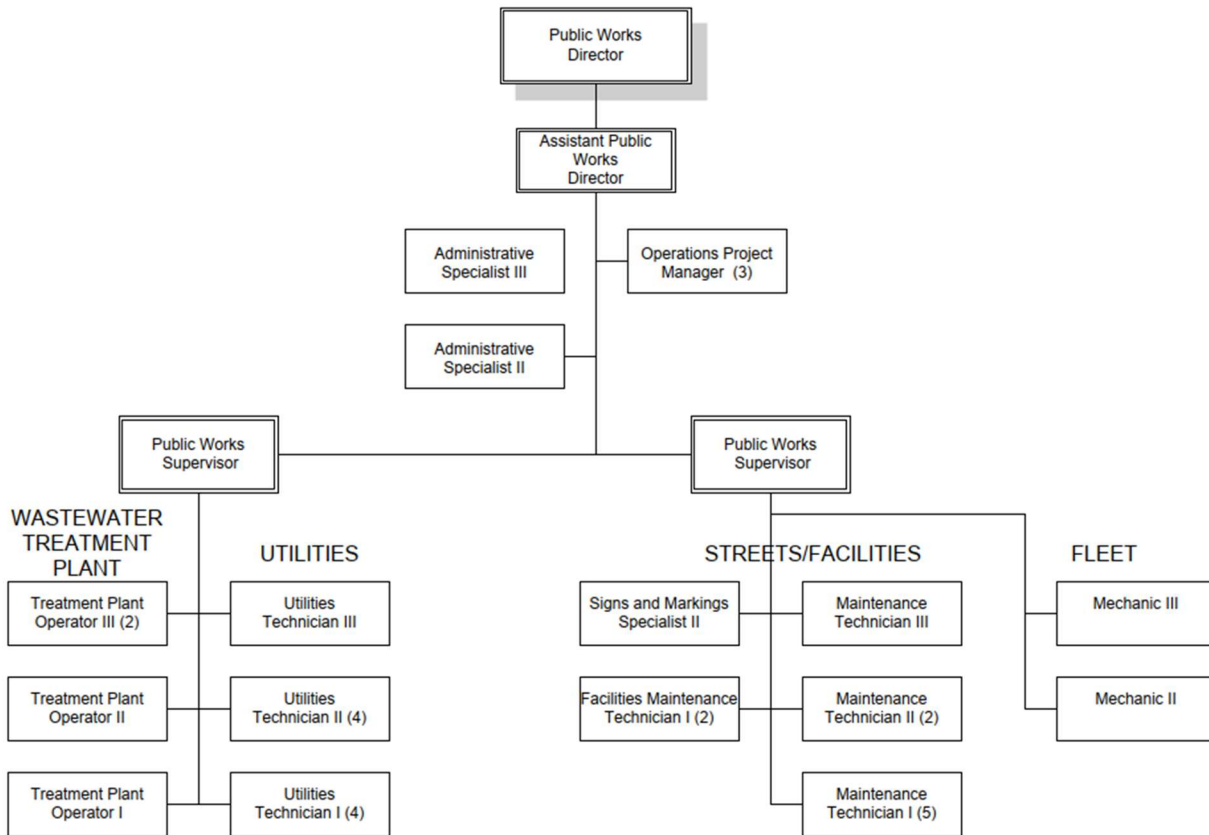 Public Works
Director
Assistant Public
Works
Director
Administrative
Specialist III
Operations Project
Manager (3)
Administrative
Specialist II
Public Works
Supervisor
Public Works
Supervisor
WASTEWATER
TREATMENT
PLANT
UTILITIES
STREETS/FACILITIES
FLEET
Treatment Plant
Operator III (2)
Utilities
Technician III
Signs and Markings
Specialist II
Maintenance
Technician III
Mechanic III
Treatment Plant
Operator II
Utilities
Technician II (4)
Facilities Maintenance
Technician I (2)
Maintenance
Technician II (2)
Mechanic II
Treatment Plant
Operator I
Utilities
Technician I (4)
Maintenance
Technician I (5)